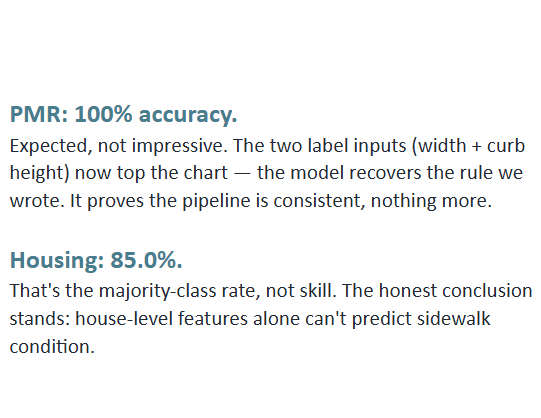 PMR: 100% accuracy.
Expected, not impressive. The two label inputs (width + curb
height) now top the chart — the model recovers the rule we
wrote. It proves the pipeline is consistent, nothing more.
Housing: 85.0%.
That's the majority-class rate, not skill. The honest conclusion
stands: house-level features alone can't predict sidewalk
condition.